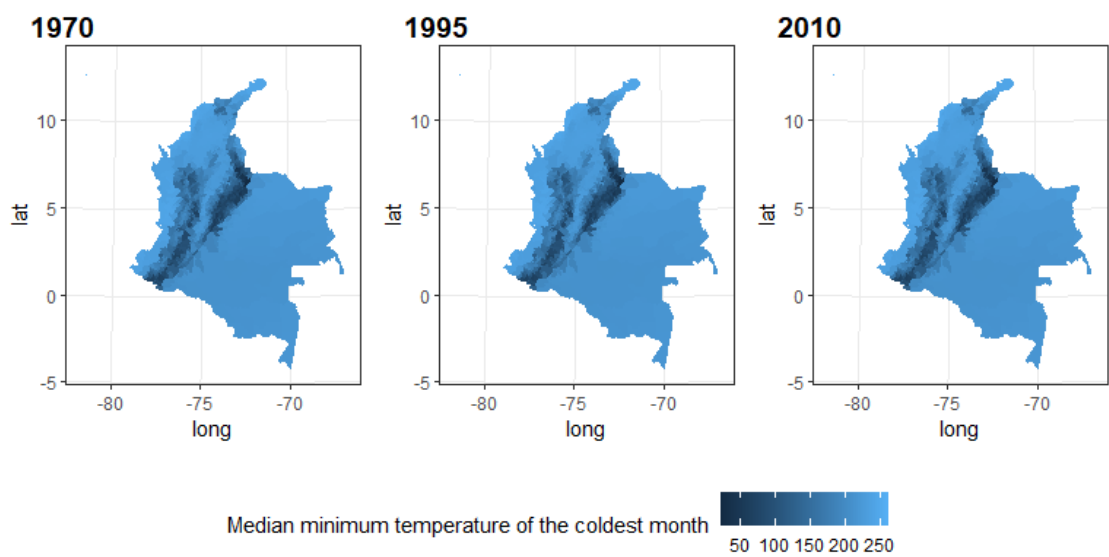 1970 1995 2010
lat lat lat
10 10 10
5 5 5
0 0 0
-5 -5 -5
-80 -75 -70 -80 -75 -70 -80 -75 -70
long long long
Median minimum temperature of the coldest month
50 100 150 200 250